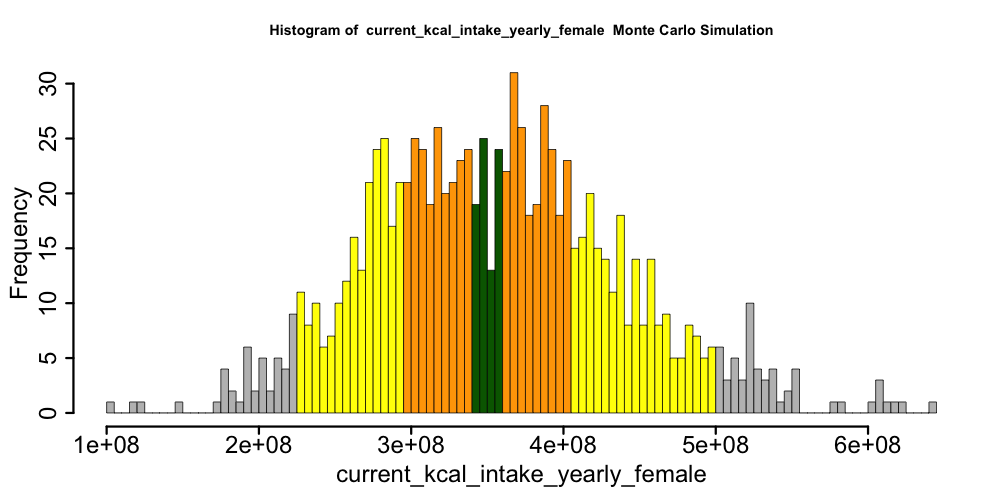 Histogram of current_kcal_intake_yearly_female Monte Carlo Simulation
Frequency
30
25
20
15
10
5
0
1e+08 2e+08 3e+08 4e+08 5e+08 6e+08
current_kcal_intake_yearly_female